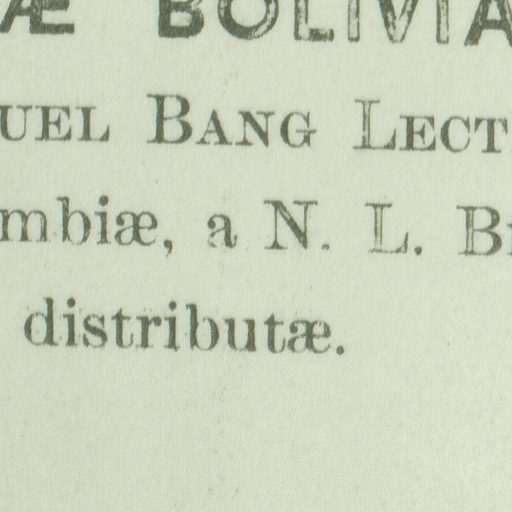 Æ BOLIVIA
UEL BANG LECT
mbiæ, a N. L. B
distributæ.